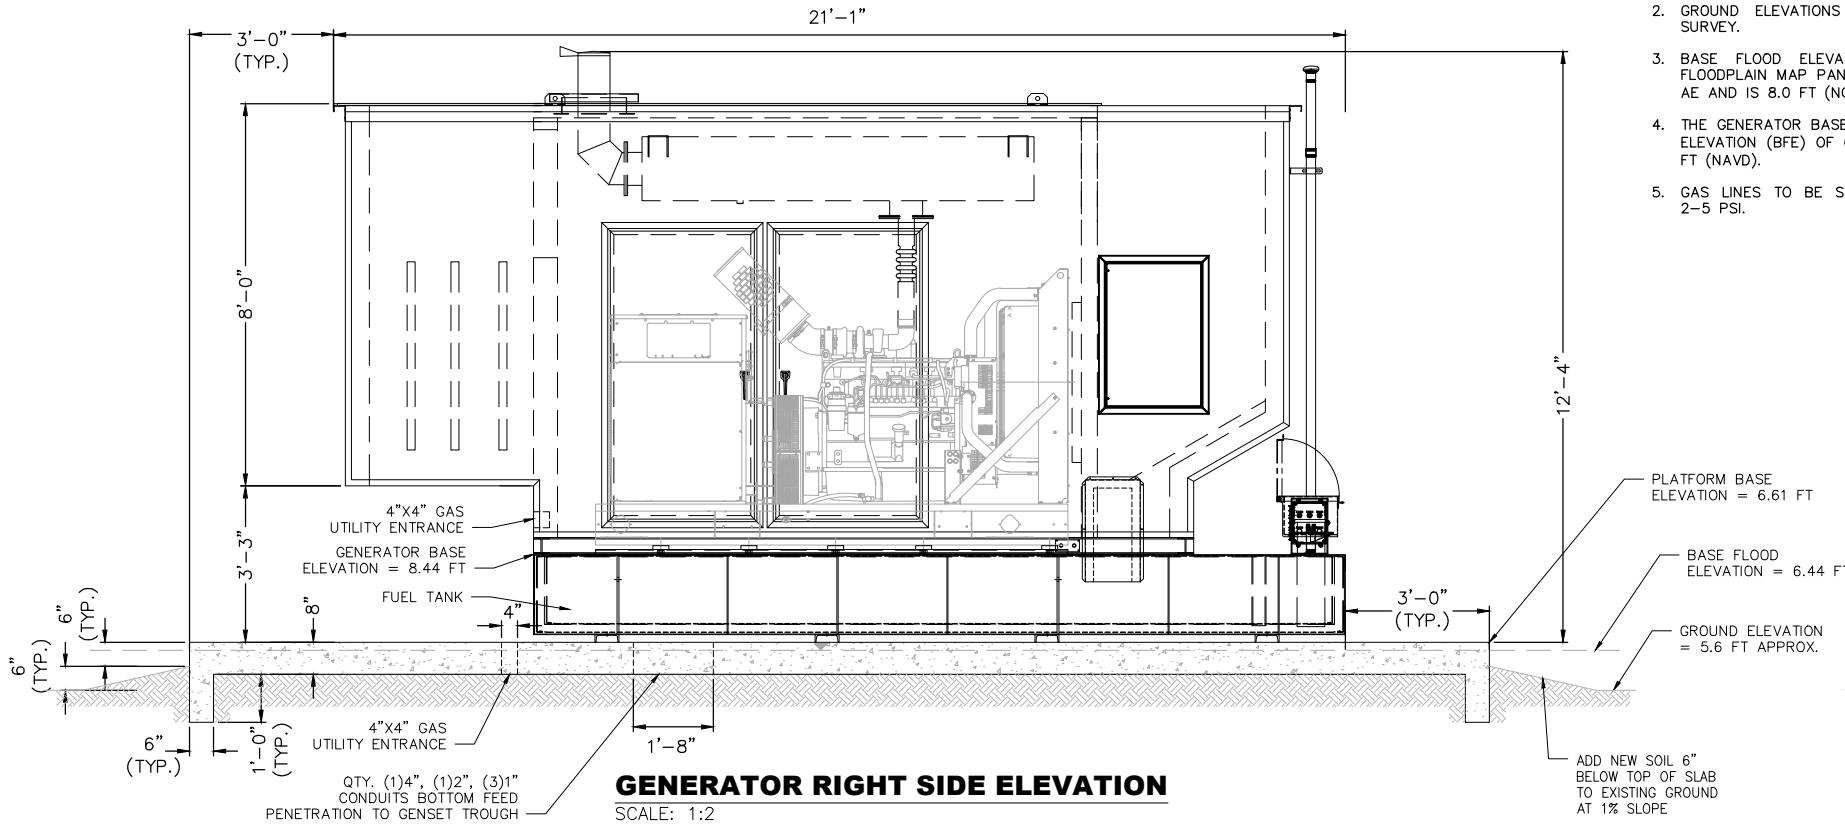 21'-1"
3'-0"
(TYP.)
2. GROUND ELEVATIONS
SURVEY.
3. BASE FLOOD
FLOODPLAIN MAP
AE AND IS 8.0 FT
4. THE GENERATOR BASE
ELEVATION (BFE) OF
FT (NAVD).
5. GAS LINES TO BE
2-5 PSI.
8'-0"
12'-4"
PLATFORM BASE
ELEVATION = 6.61 FT
4"X4" GAS
UTILITY ENTRANCE
3'-3"
GENERATOR BASE
ELEVATION = 8.44 FT
BASE FLOOD
ELEVATION = 6.44
FUEL TANK
6"
(TYP.)
8"
4"
3'-0"
(TYP.)
GROUND ELEVATION
= 5.6 FT APPROX.
6"
(TYP.)
4"X4" GAS
UTILITY ENTRANCE
6"
(TYP.)
1'-0"
(TYP.)
1'-8"
QTY. (1)4", (1)2", (3)1"
CONDUITS BOTTOM FEED
PENETRATION TO GENSET TROUGH
ADD NEW SOIL 6"
BELOW TOP OF SLAB
TO EXISTING GROUND
AT 1% SLOPE
GENERATOR RIGHT SIDE ELEVATION
SCALE: 1:2